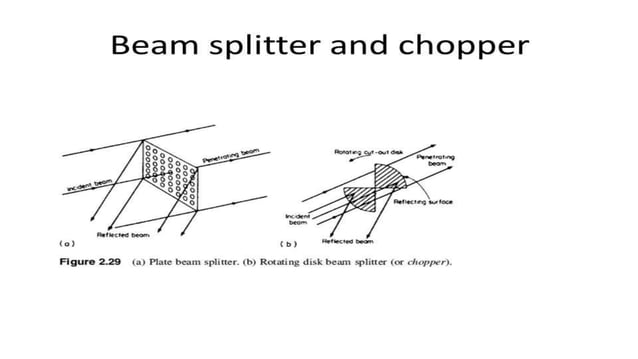 Beam splitter and chopper
Incident beam
Penetrating beam
Reflected beam
(a)
Rotating cut-out disk
Penetrating
beam
Reflecting surface
Incident
beam
Reflected beam
(b)
Figure 2.29 (a) Plate beam splitter. (b) Rotating disk beam splitter (or chopper).